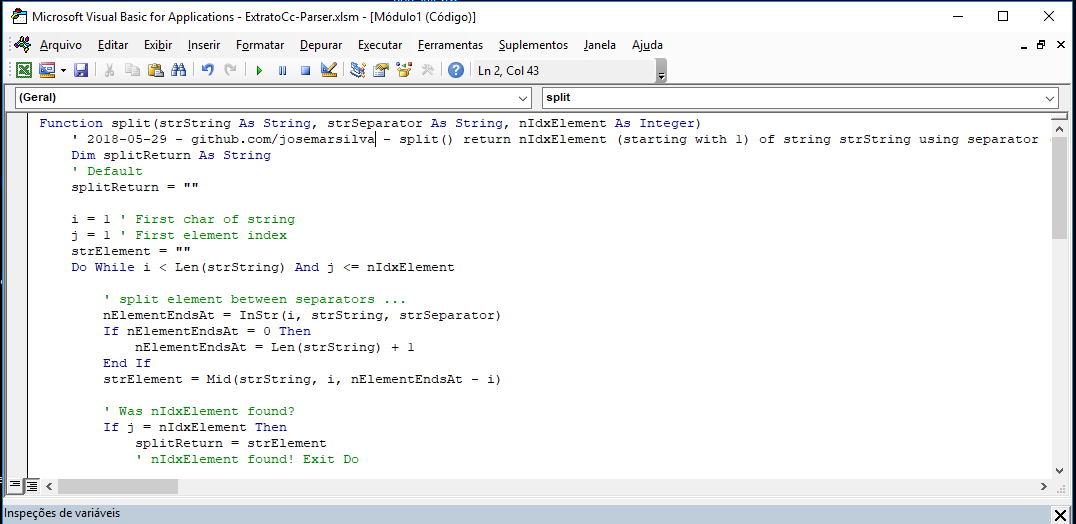 Microsoft Visual Basic for Applications - ExtratoCc-Parser.xlsm - [Módulo1 (Código)]
Arquivo Editar Exibir Inserir Formatar Depurar Executar Ferramentas Suplementos Janela Ajuda
Ln 2, Col 43
(Geral) split
Function split(strString As String, strSeparator As String, nIdxElement As Integer)
' 2018-05-29 - github.com/josemarsilva - split() return nIdxElement (starting with 1) of string strString using separator
Dim splitReturn As String
' Default
splitReturn = ""
i = 1 ' First char of string
j = 1 ' First element index
strElement = ""
Do While i < Len(strString) And j <= nIdxElement
' split element between separators ...
nElementEndsAt = InStr(i, strString, strSeparator)
If nElementEndsAt = 0 Then
nElementEndsAt = Len(strString) + 1
End If
strElement = Mid(strString, i, nElementEndsAt - i)
' Was nIdxElement found?
If j = nIdxElement Then
splitReturn = strElement
' nIdxElement found! Exit Do
Inspeções de variáveis